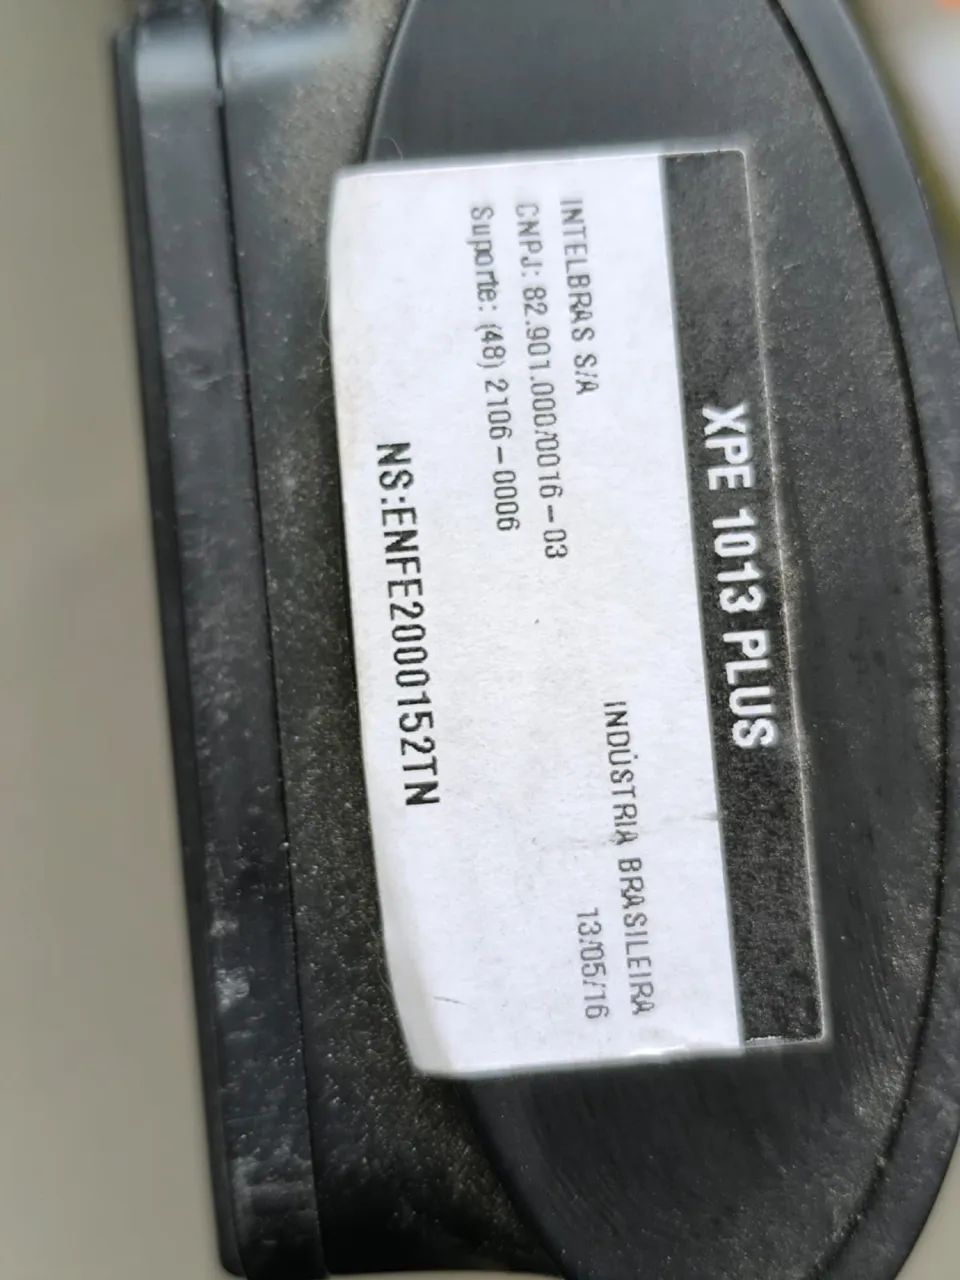 XPE 1013 PLUS
INTELBRAS S/A
INDÚSTRIA BRASILEIRA
CNPJ: 82.901.000/0016-03
13/05/16
Suporte: (48) 2106-0006
NS:ENFE2000152TN